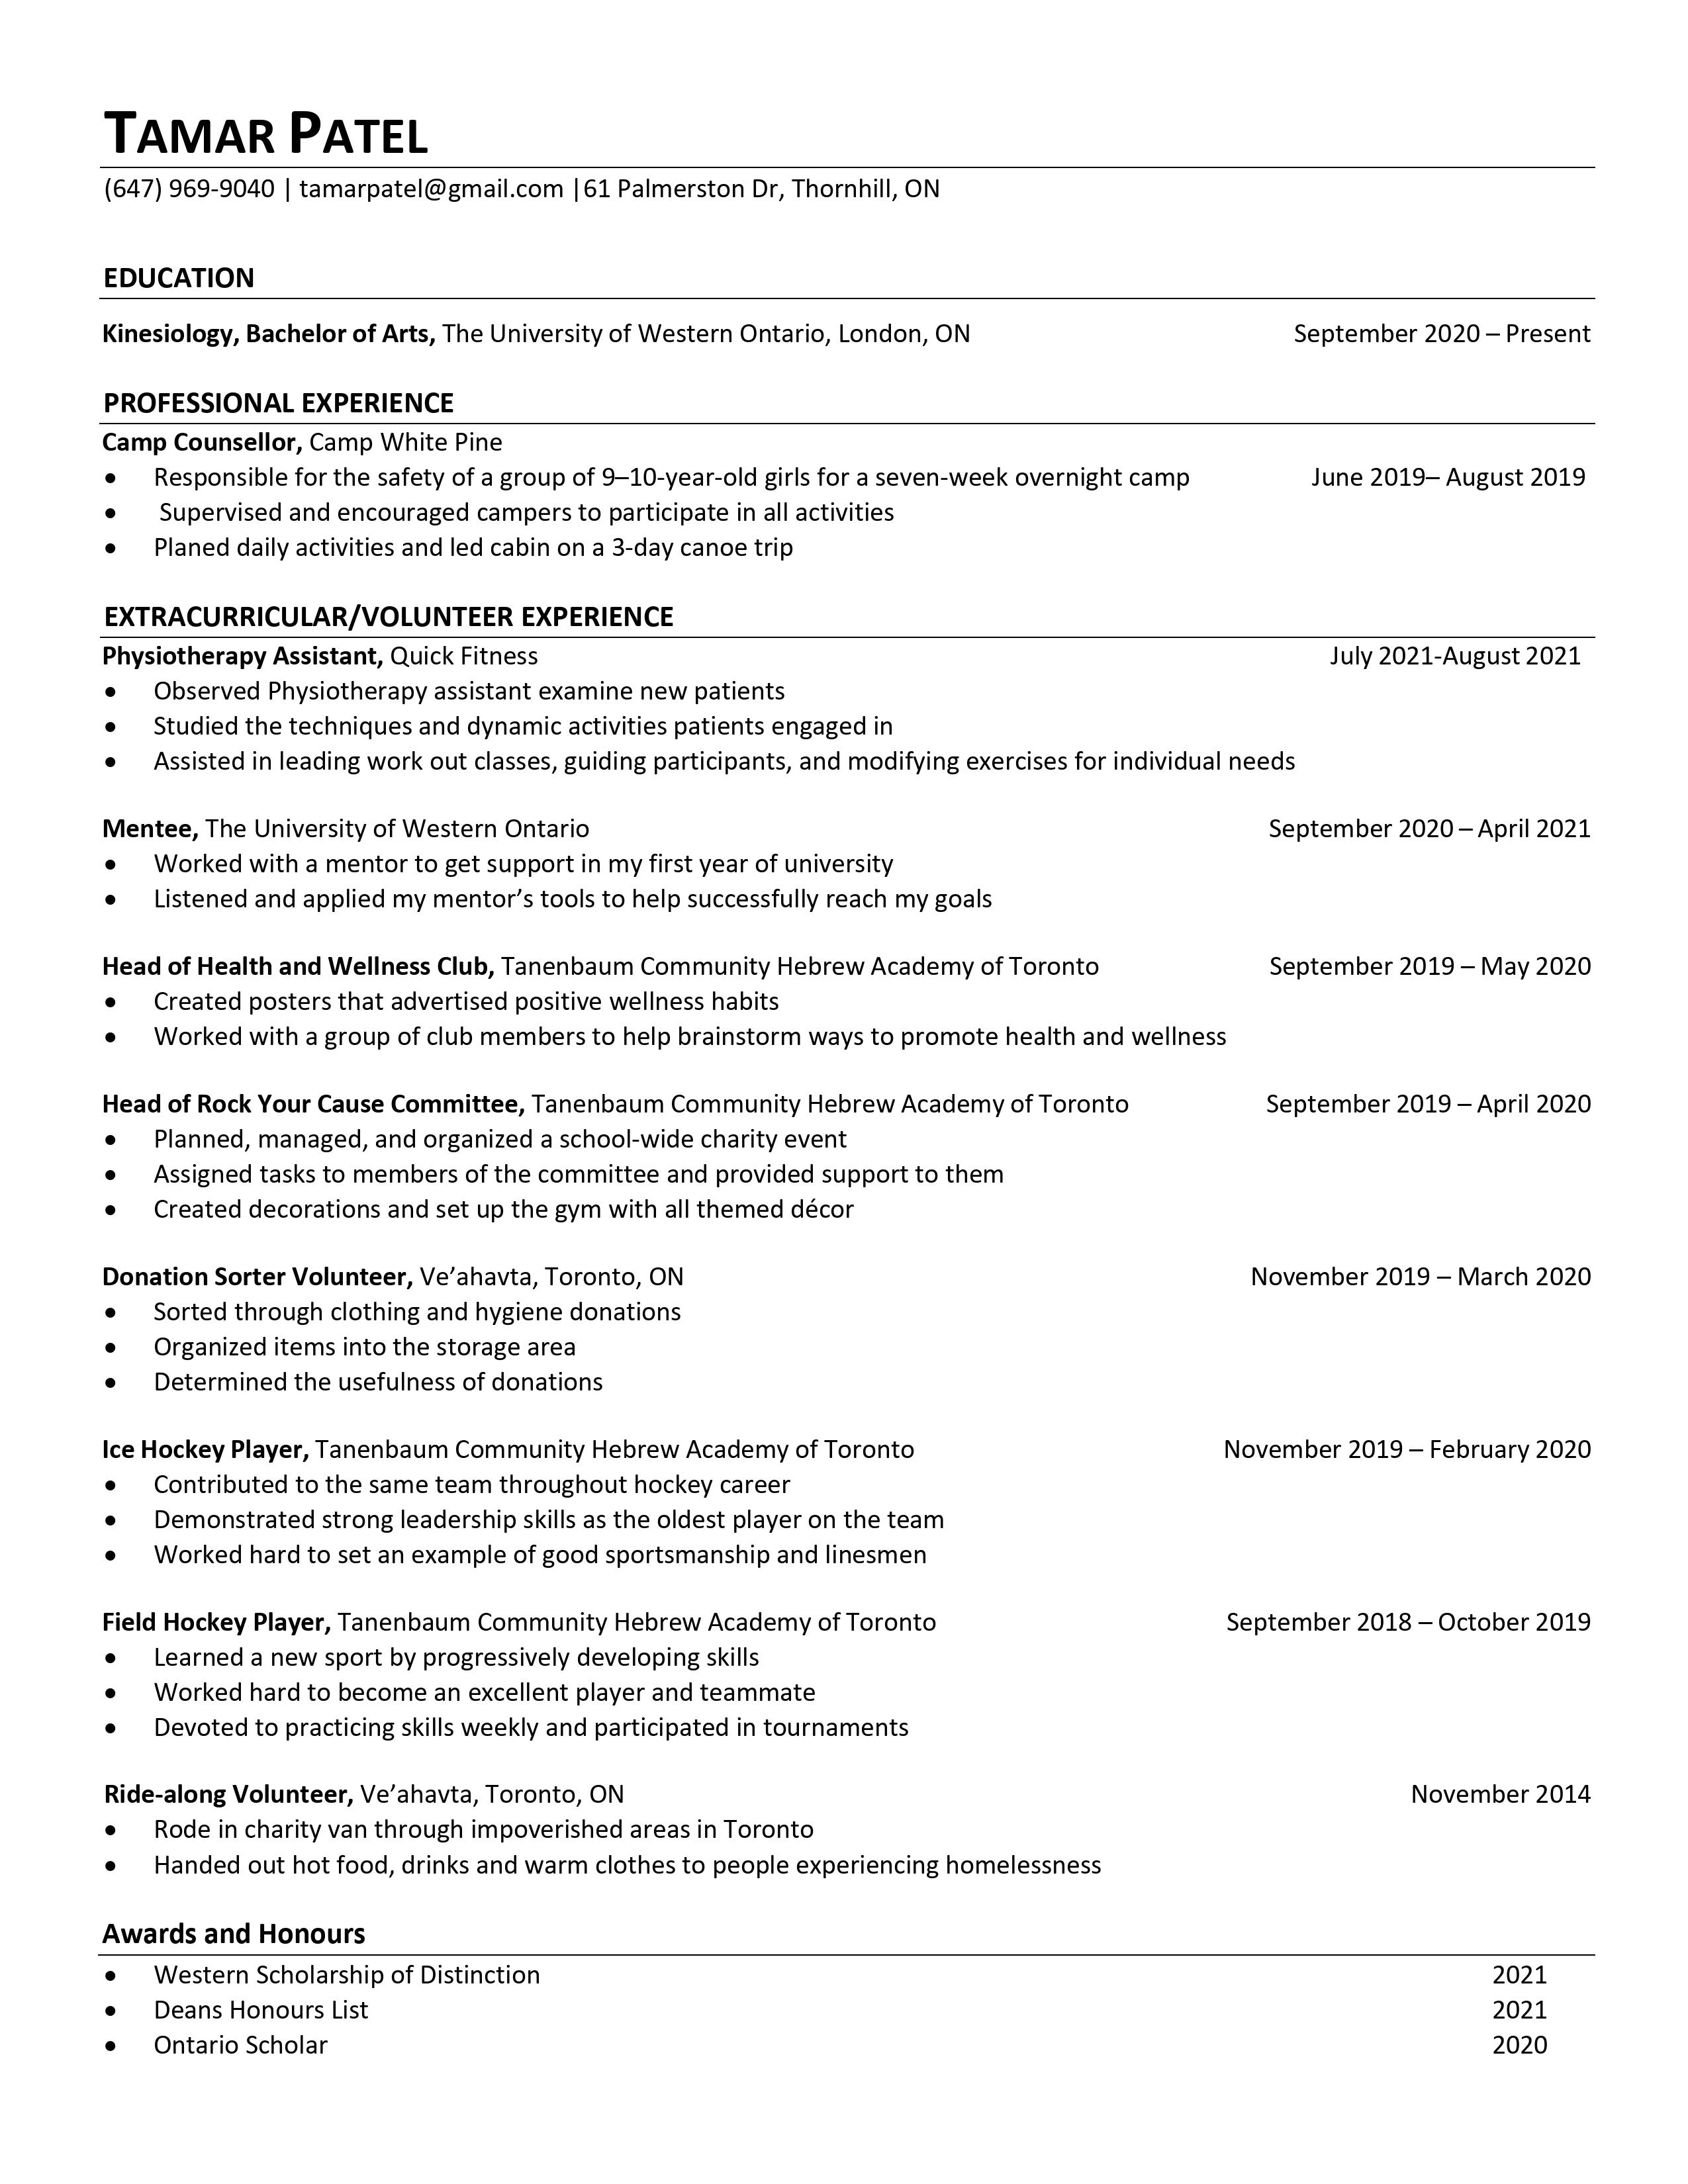 TAMAR PATEL
(647) 969-9040 | tamarpatel@gmail.com |61 Palmerston Dr, Thornhill, ON
EDUCATION
Kinesiology, Bachelor of Arts, The University of Western Ontario, London, ON September 2020 – Present
PROFESSIONAL EXPERIENCE
Camp Counsellor, Camp White Pine
• Responsible for the safety of a group of 9–10-year-old girls for a seven-week overnight camp June 2019– August 2019
• Supervised and encouraged campers to participate in all activities
• Planed daily activities and led cabin on a 3-day canoe trip
EXTRACURRICULAR/VOLUNTEER EXPERIENCE
Physiotherapy Assistant, Quick Fitness July 2021-August 2021
• Observed Physiotherapy assistant examine new patients
• Studied the techniques and dynamic activities patients engaged in
• Assisted in leading work out classes, guiding participants, and modifying exercises for individual needs
Mentee, The University of Western Ontario September 2020 – April 2021
• Worked with a mentor to get support in my first year of university
• Listened and applied my mentor’s tools to help successfully reach my goals
Head of Health and Wellness Club, Tanenbaum Community Hebrew Academy of Toronto September 2019 – May 2020
• Created posters that advertised positive wellness habits
• Worked with a group of club members to help brainstorm ways to promote health and wellness
Head of Rock Your Cause Committee, Tanenbaum Community Hebrew Academy of Toronto September 2019 – April 2020
• Planned, managed, and organized a school-wide charity event
• Assigned tasks to members of the committee and provided support to them
• Created decorations and set up the gym with all themed décor
Donation Sorter Volunteer, Ve’ahavta, Toronto, ON November 2019 – March 2020
• Sorted through clothing and hygiene donations
• Organized items into the storage area
• Determined the usefulness of donations
Ice Hockey Player, Tanenbaum Community Hebrew Academy of Toronto November 2019 – February 2020
• Contributed to the same team throughout hockey career
• Demonstrated strong leadership skills as the oldest player on the team
• Worked hard to set an example of good sportsmanship and linesmen
Field Hockey Player, Tanenbaum Community Hebrew Academy of Toronto September 2018 – October 2019
• Learned a new sport by progressively developing skills
• Worked hard to become an excellent player and teammate
• Devoted to practicing skills weekly and participated in tournaments
Ride-along Volunteer, Ve’ahavta, Toronto, ON November 2014
• Rode in charity van through impoverished areas in Toronto
• Handed out hot food, drinks and warm clothes to people experiencing homelessness
Awards and Honours
• Western Scholarship of Distinction 2021
• Deans Honours List 2021
• Ontario Scholar 2020